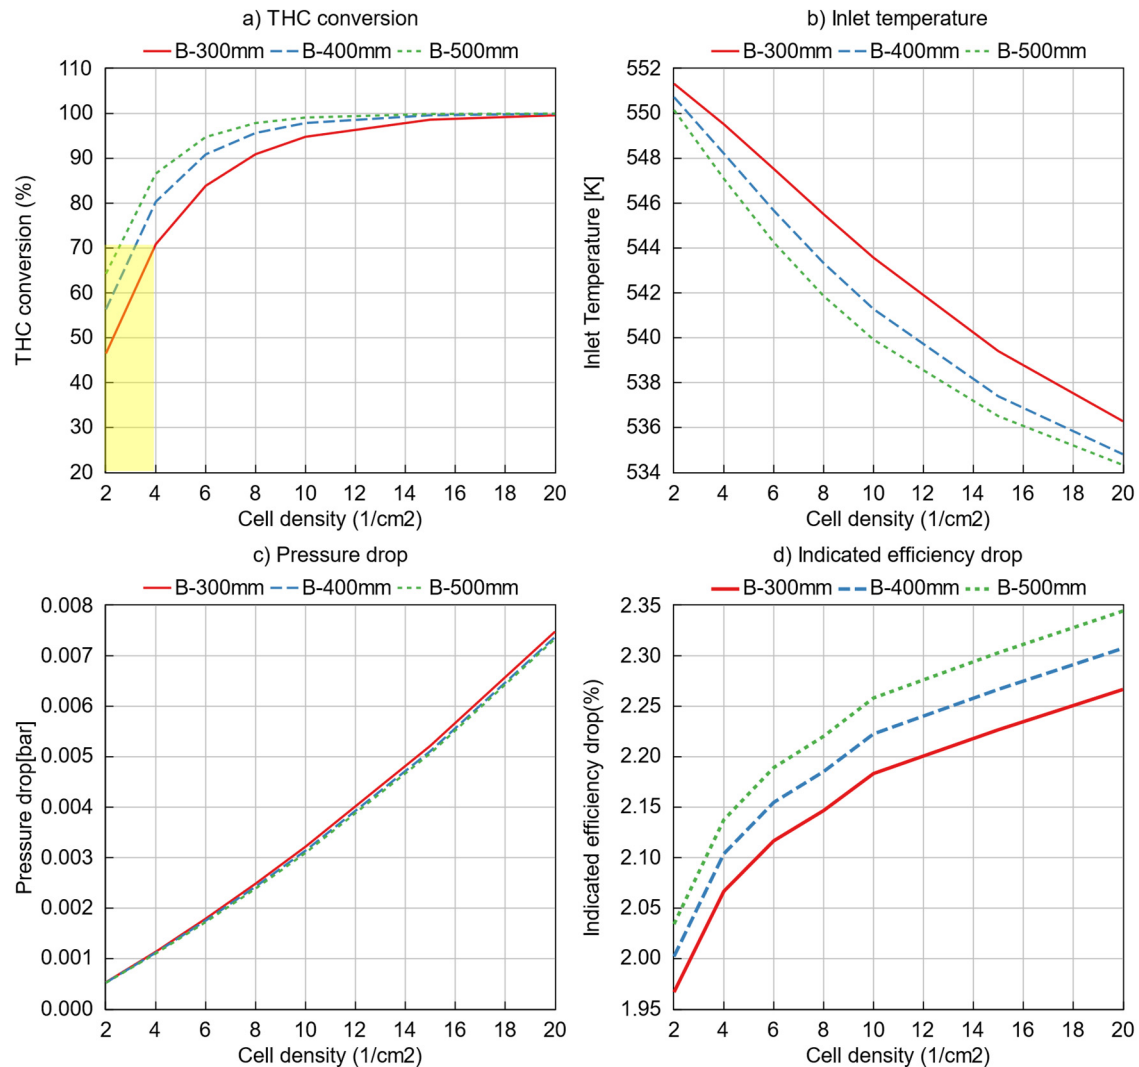 a) THC conversion
B-300mm B-400mm B-500mm
110
100
90
80
70
60
50
40
30
20
THC conversion (%)
2 4 6 8 10 12 14 16 18 20
Cell density (1/cm2)
b) Inlet temperature
B-300mm B-400mm B-500mm
552
550
548
546
544
542
540
538
536
534
Inlet Temperature [K]
2 4 6 8 10 12 14 16 18 20
Cell density (1/cm2)
c) Pressure drop
B-300mm B-400mm B-500mm
0.008
0.007
0.006
0.005
0.004
0.003
0.002
0.001
0.000
Pressure drop[bar]
2 4 6 8 10 12 14 16 18 20
Cell density (1/cm2)
d) Indicated efficiency drop
B-300mm B-400mm B-500mm
2.35
2.30
2.25
2.20
2.15
2.10
2.05
2.00
1.95
Indicated efficiency drop(%)
2 4 6 8 10 12 14 16 18 20
Cell density (1/cm2)